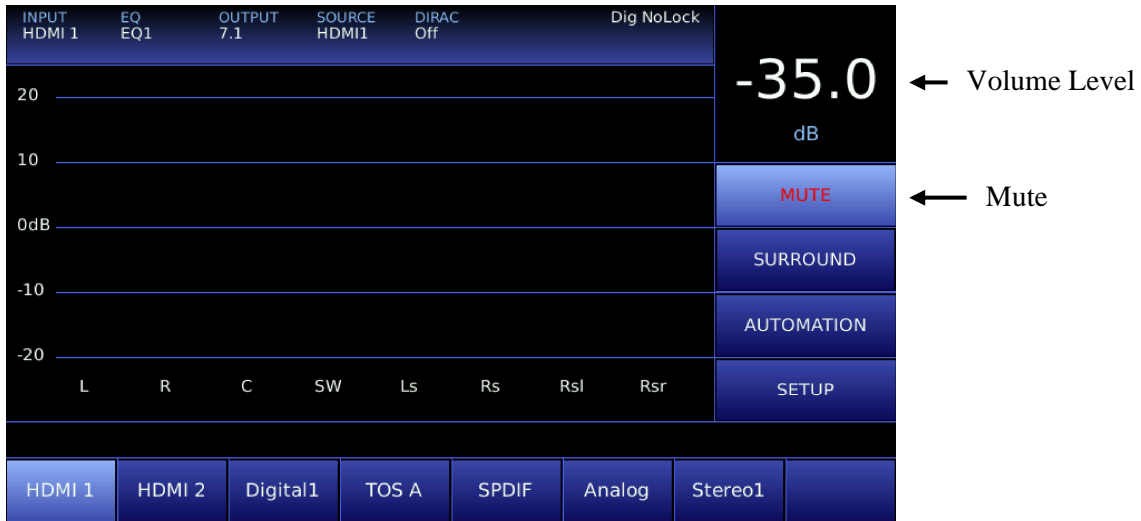 INPUT EQ OUTPUT SOURCE DIRAC Dig NoLock
HDMI 1 EQ1 7.1 HDMI1 Off
-35.0
dB
Volume Level
20
10
0dB
-10
-20
L R C SW Ls Rs Rsl Rsr
MUTE
Mute
SURROUND
AUTOMATION
SETUP
HDMI 1 HDMI 2 Digital1 TOS A SPDIF Analog Stereo1